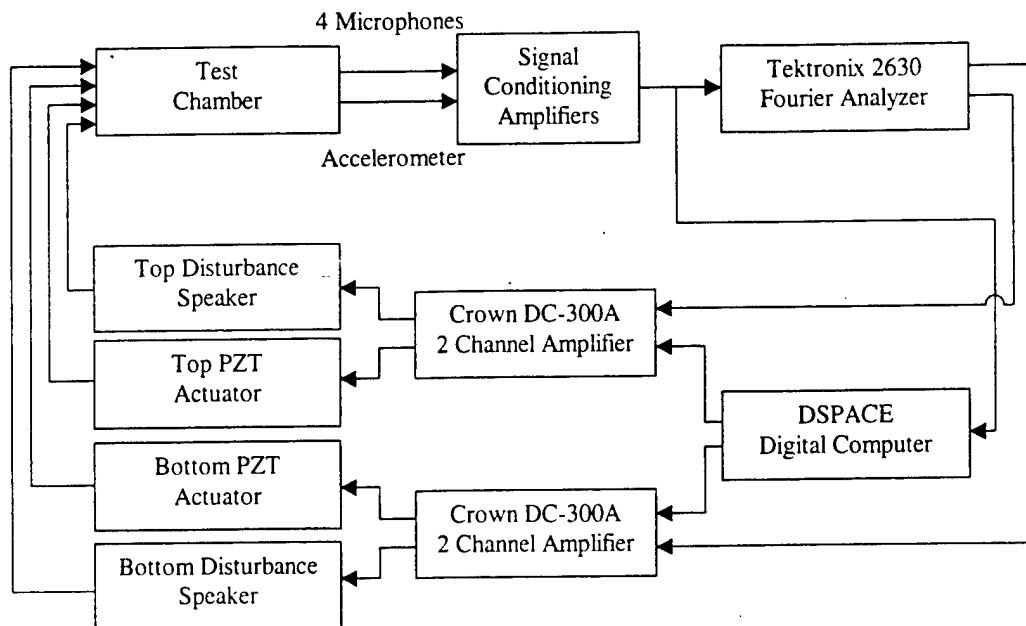 4 Microphones
Test
Chamber
Signal
Conditioning
Amplifiers
Tektronix 2630
Fourier Analyzer
Accelerometer
Top Disturbance
Speaker
Crown DC-300A
2 Channel Amplifier
Top PZT
Actuator
DSPACE
Digital Computer
Bottom PZT
Actuator
Crown DC-300A
2 Channel Amplifier
Bottom Disturbance
Speaker